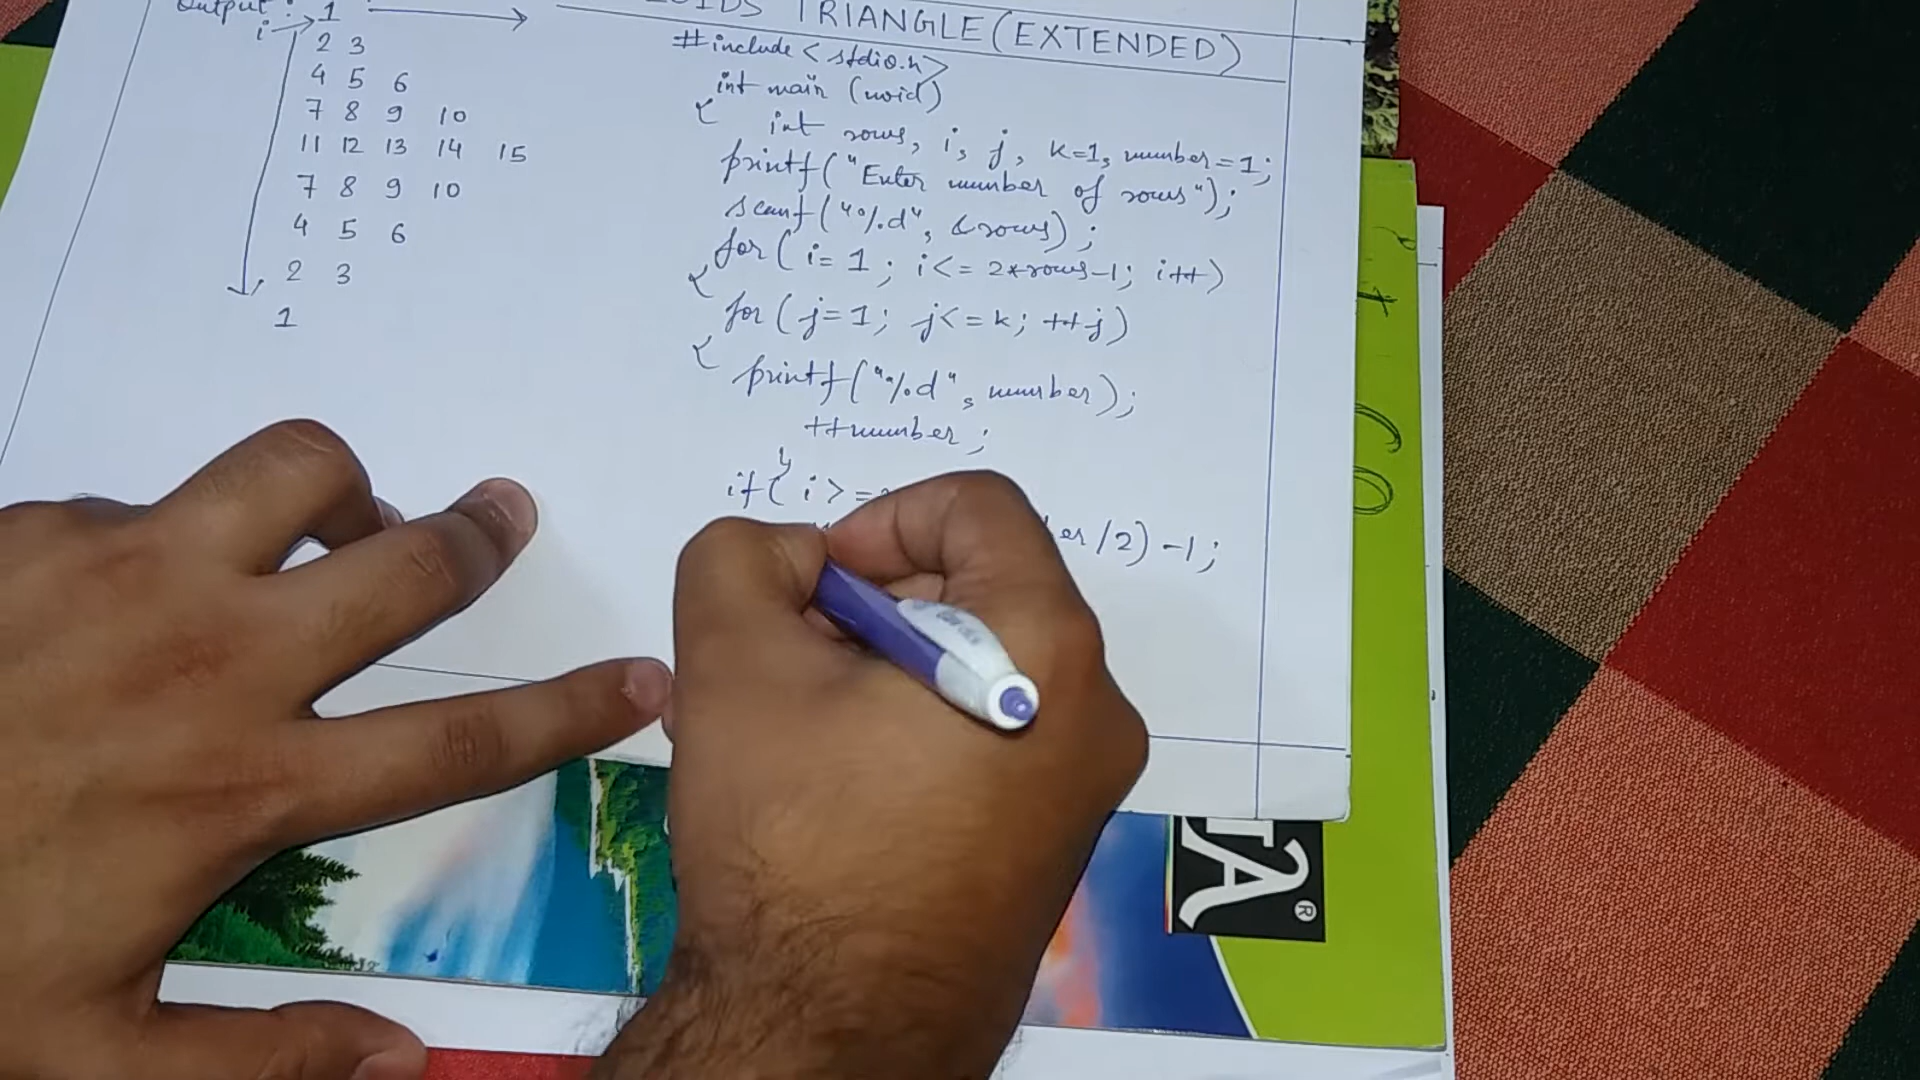 Output :
1
i
2 3
4 5 6
7 8 9 10
11 12 13 14 15
7 8 9 10
4 5 6
2 3
1
TRIANGLE (EXTENDED)
#include < stdio.h>
int main (void)
{
int rows, i, j, k=1, number=1;
printf("Enter number of rows");
scanf("%d", &rows);
for( i=1; i<= 2*rows-1; i++)
{
for (j=1; j<=k; ++j)
{
printf("%d", number);
++number;
}
if( i>=
er/2)-1;